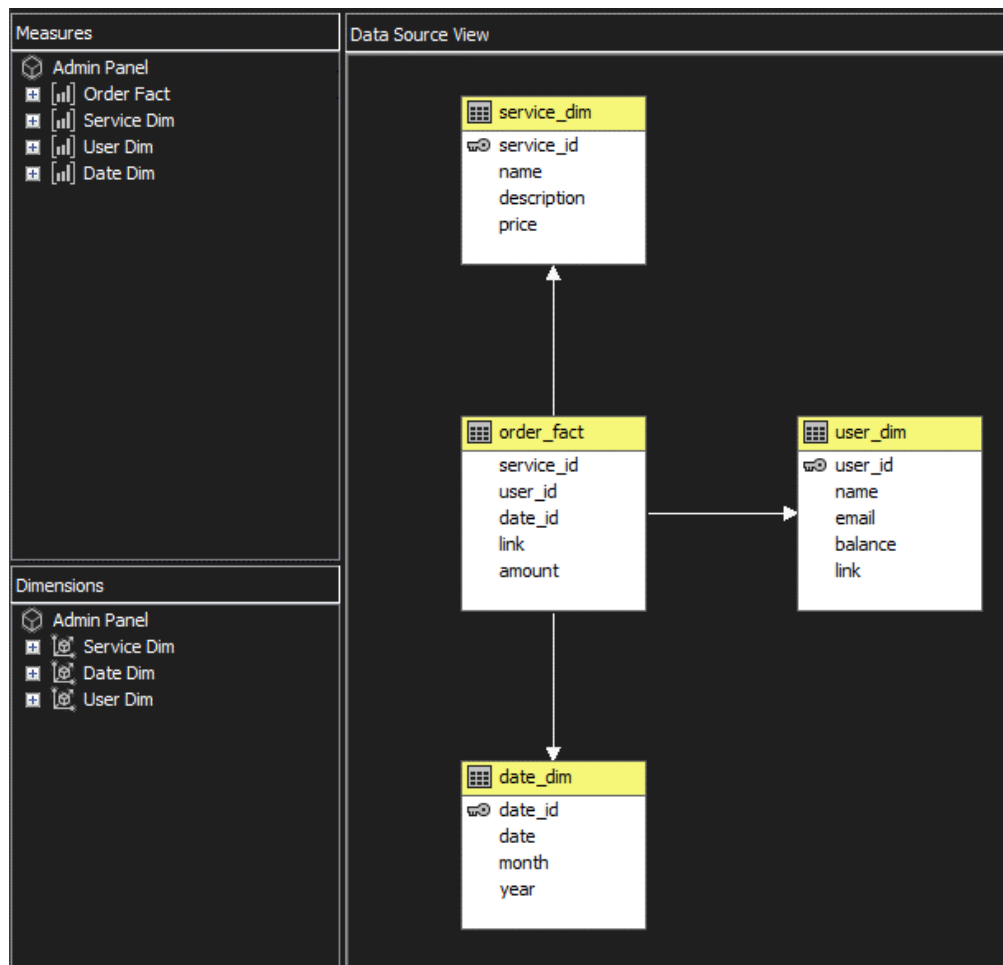 Measures
Admin Panel
Order Fact
Service Dim
User Dim
Date Dim
Dimensions
Admin Panel
Service Dim
Date Dim
User Dim
Data Source View
service_dim
service_id
name
description
price
order_fact
service_id
user_id
date_id
link
amount
user_dim
user_id
name
email
balance
link
date_dim
date_id
date
month
year